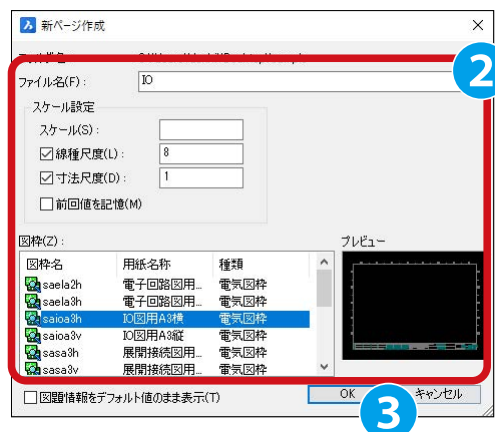 新ページ作成
2
ファイル名(F): IO
スケール設定
スケール(S):
線種尺度(L): 8
寸法尺度(D): 1
前回値を記憶(M)
図枠(Z): プレビュー
図枠名 用紙名称 種類
saela2h 電子回路図用... 電気図枠
saela3h 電子回路図用... 電気図枠
saioa3h IO図用A3横 電気図枠
saioa3v IO図用A3縦 電気図枠
sasa3h 展開接続図用... 電気図枠
sasa3v 展開接続図用... 電気図枠
図題情報をデフォルト値のまま表示(T) OK キャンセル
3